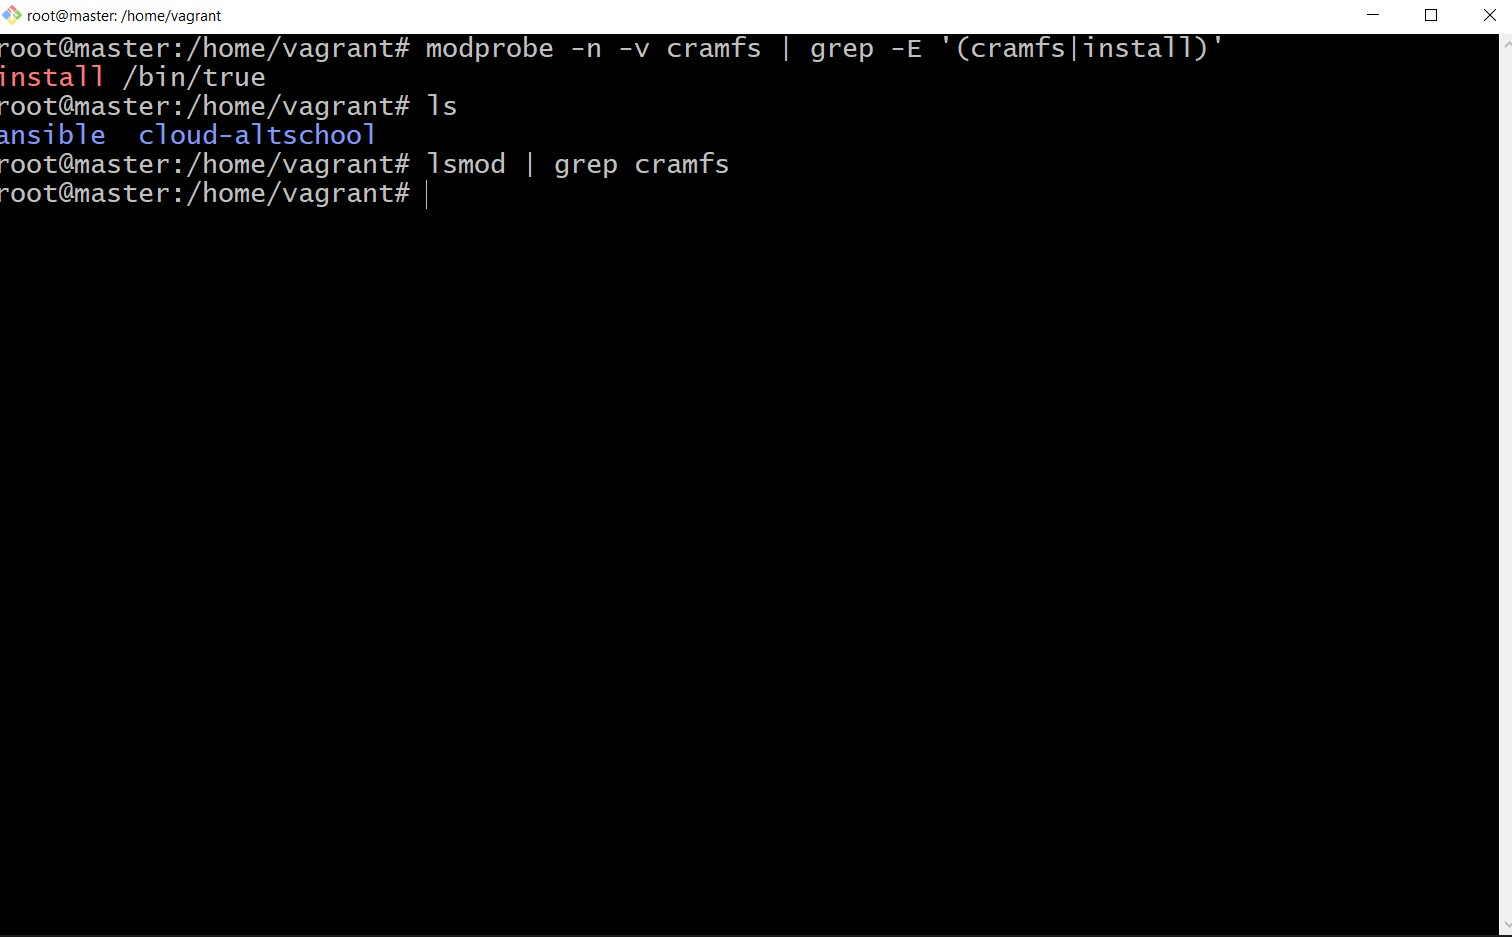 root@master: /home/vagrant
root@master:/home/vagrant# modprobe -n -v cramfs | grep -E '(cramfs|install)'
install /bin/true
root@master:/home/vagrant# ls
ansible  cloud-altschool
root@master:/home/vagrant# lsmod | grep cramfs
root@master:/home/vagrant#